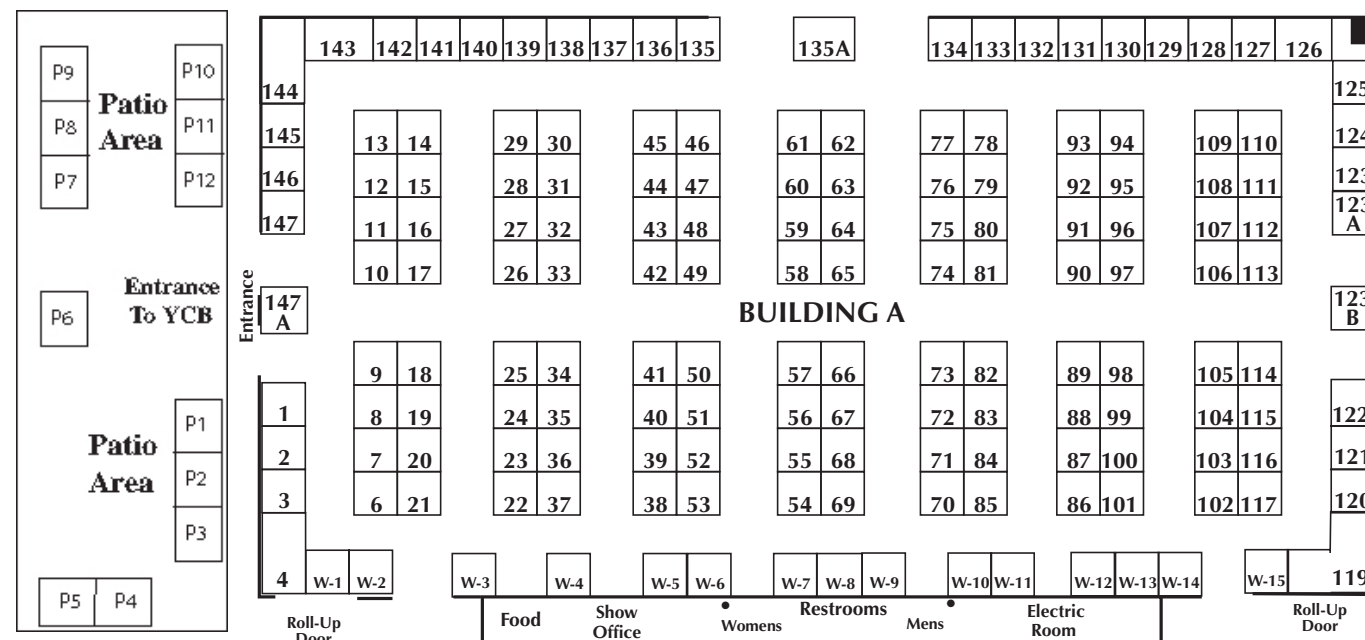 143 142 141 140 139 138 137 136 135 135A 134 133 132 131 130 129 128 127 126
P9 P10
Patio
Area
144 125
P8 P11
145 13 14 29 30 45 46 61 62 77 78 93 94 109 110 124
P7 P12
146 12 15 28 31 44 47 60 63 76 79 92 95 108 111 123
147 11 16 27 32 43 48 59 64 75 80 91 96 107 112 123
A
10 17 26 33 42 49 58 65 74 81 90 97 106 113
Entrance
To YCB
P6
Entrance
147
A
BUILDING A
123
B
9 18 25 34 41 50 57 66 73 82 89 98 105 114
1 8 19 24 35 40 51 56 67 72 83 88 99 104 115 122
P1
Patio
Area
2 7 20 23 36 39 52 55 68 71 84 87 100 103 116 121
P2
3 6 21 22 37 38 53 54 69 70 85 86 101 102 117 120
P3
4 W-1 W-2 W-3 W-4 W-5 W-6 W-7 W-8 W-9 W-10 W-11 W-12 W-13 W-14 W-15 119
P5 P4
Roll-Up
Door
Food
Show
Office
Womens
Restrooms
Mens
Electric
Room
Roll-Up
Door